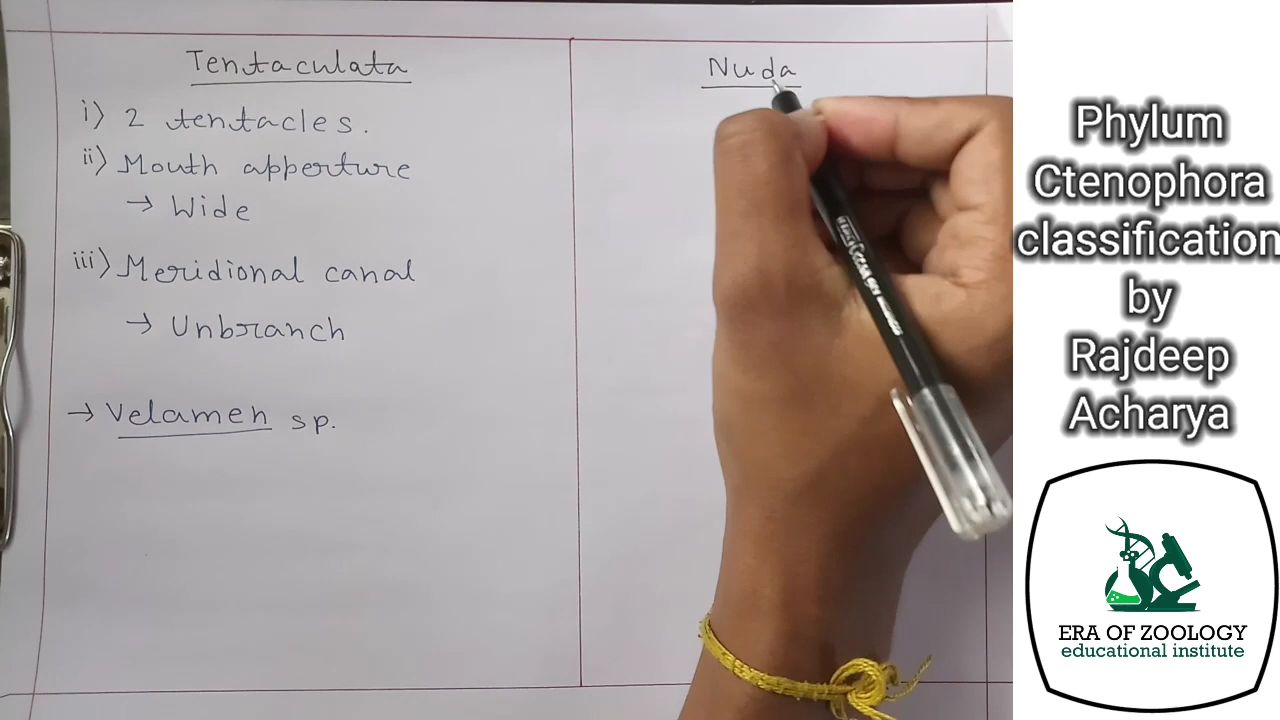 Tentaculata
i) 2 tentacles.
ii) Mouth apperture
→ Wide
iii) Meridional canal
→ Unbranch
→ Velamen sp.
Nuda
Phylum
Ctenophora
classification
by
Rajdeep
Acharya
ERA OF ZOOLOGY
educational institute